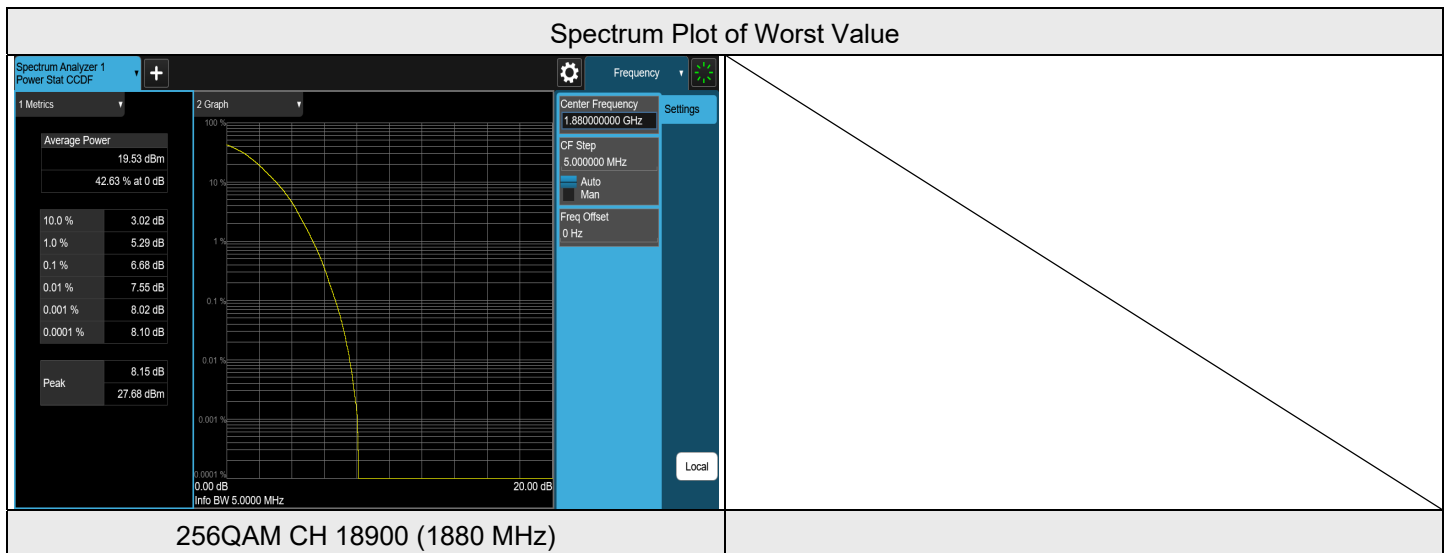 Spectrum Plot of Worst Value
Spectrum Analyzer 1
Power Stat CCDF
+
Frequency
1 Metrics
2 Graph
Center Frequency
1.880000000 GHz
Settings
CF Step
5.000000 MHz
Auto
Man
Freq Offset
0 Hz
Average Power
19.53 dBm
42.63 % at 0 dB
10.0 % 3.02 dB
1.0 % 5.29 dB
0.1 % 6.68 dB
0.01 % 7.55 dB
0.001 % 8.02 dB
0.0001 % 8.10 dB
Peak
8.15 dB
27.68 dBm
100 %
10 %
1 %
0.1 %
0.01 %
0.001 %
0.0001 %
0.00 dB 20.00 dB
Info BW 5.0000 MHz
Local
256QAM CH 18900 (1880 MHz)